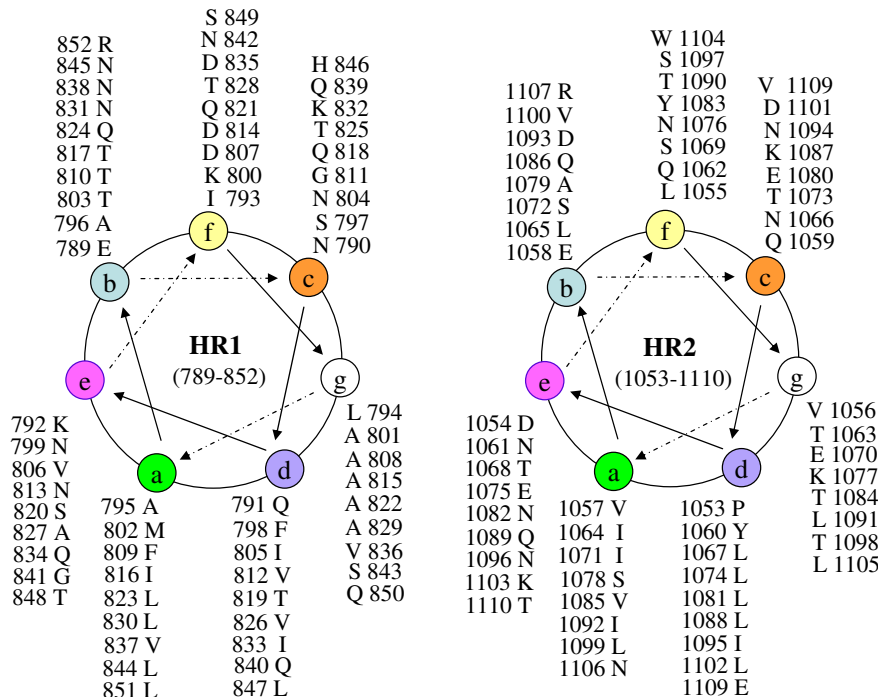 852 R
845 N
838 N
831 N
824 Q
817 T
810 T
803 T
796 A
789 E
S 849
N 842
D 835
T 828
Q 821
D 814
D 807
K 800
I 793
H 846
Q 839
K 832
T 825
Q 818
G 811
N 804
S 797
N 790
f
b
c
HR1
(789-852)
e
g
a
d
792 K
799 N
806 V
813 N
820 S
827 A
834 Q
841 G
848 T
795 A
802 M
809 F
816 I
823 L
830 L
837 V
844 L
851 L
791 Q
798 F
805 I
812 V
819 T
826 V
833 I
840 Q
847 L
L 794
A 801
A 808
A 815
A 822
A 829
V 836
S 843
Q 850
1107 R
1100 V
1093 D
1086 Q
1079 A
1072 S
1065 L
1058 E
W 1104
S 1097
T 1090
Y 1083
N 1076
S 1069
Q 1062
L 1055
V 1109
D 1101
N 1094
K 1087
E 1080
T 1073
N 1066
Q 1059
f
b
c
HR2
(1053-1110)
e
g
a
d
1054 D
1061 N
1068 T
1075 E
1082 N
1089 Q
1096 N
1103 K
1110 T
1057 V
1064 I
1071 I
1078 S
1085 V
1092 I
1099 L
1106 N
1053 P
1060 Y
1067 L
1074 L
1081 L
1088 L
1095 I
1102 L
1109 E
V 1056
T 1063
E 1070
K 1077
T 1084
L 1091
T 1098
L 1105